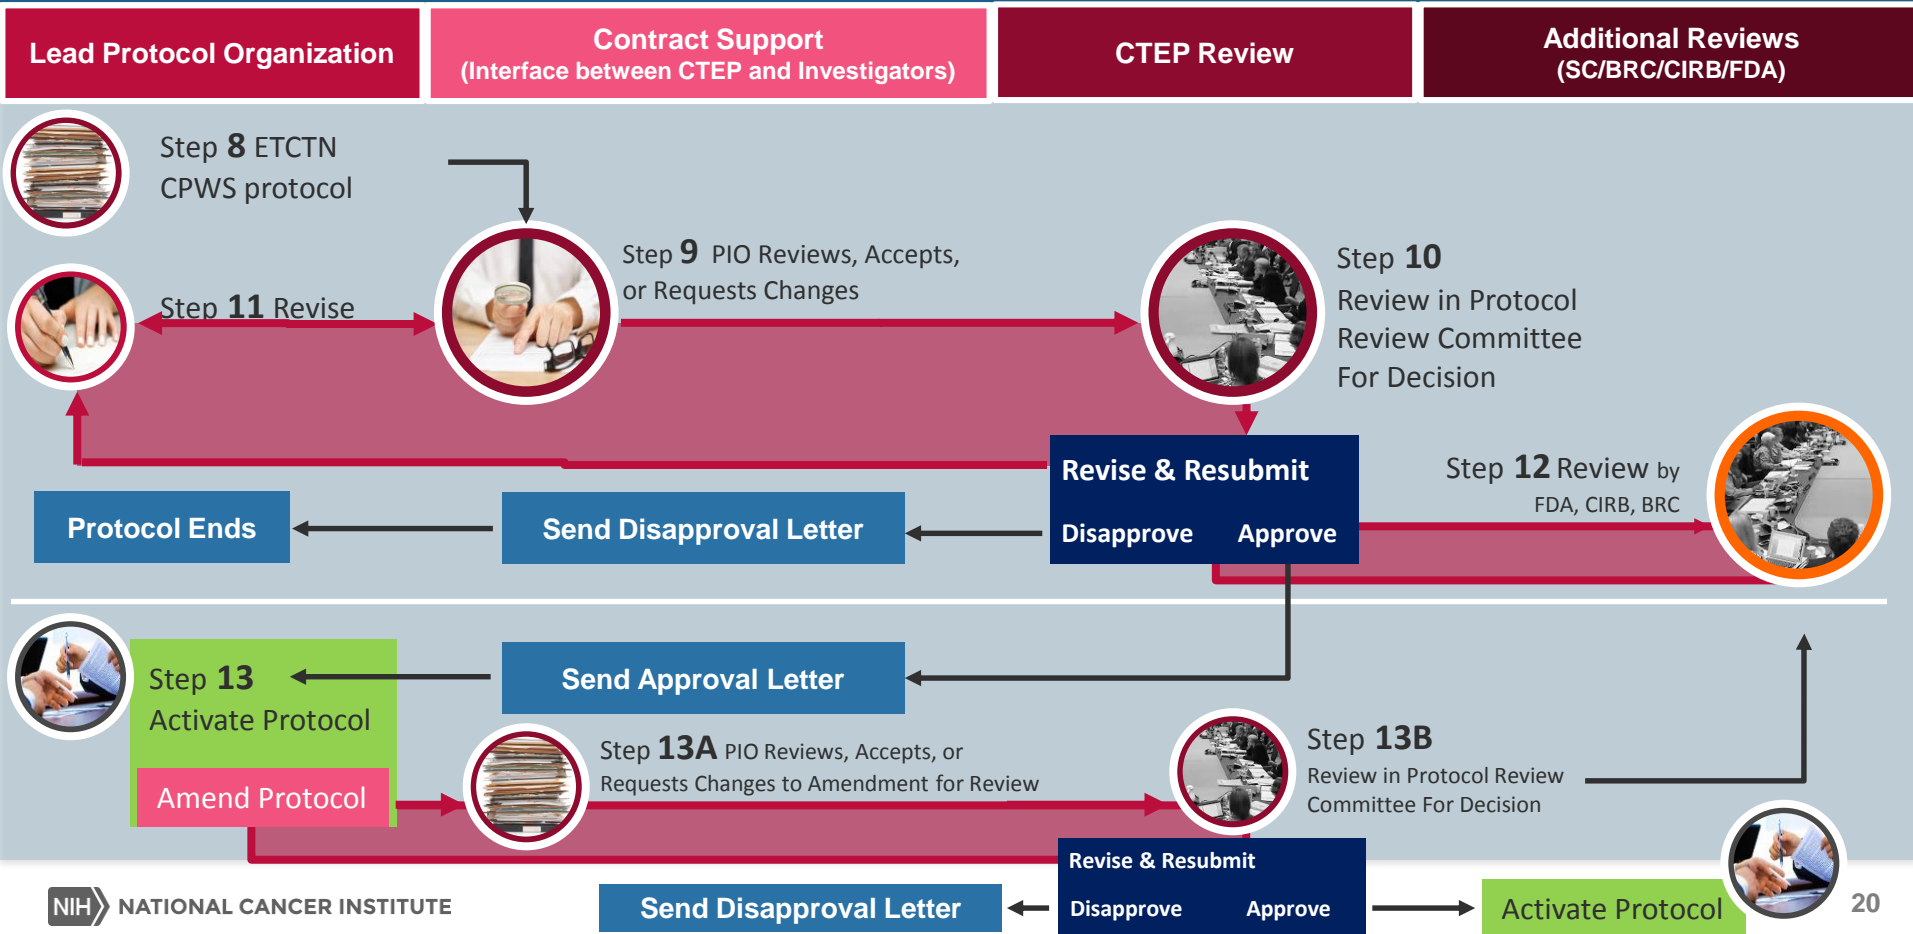 Lead Protocol Organization
Contract Support
(Interface between CTEP and Investigators)
CTEP Review
Additional Reviews
(SC/BRC/CIRB/FDA)
Step 8 ETCTN
CPWS protocol
Step 9 PIO Reviews, Accepts,
or Requests Changes
Step 10
Review in Protocol
Review Committee
For Decision
Step 11 Revise
Revise & Resubmit
Disapprove Approve
Step 12 Review by
FDA, CIRB, BRC
Protocol Ends
Send Disapproval Letter
Step 13
Activate Protocol
Send Approval Letter
Amend Protocol
Step 13A PIO Reviews, Accepts, or
Requests Changes to Amendment for Review
Step 13B
Review in Protocol Review
Committee For Decision
Revise & Resubmit
Disapprove Approve
Send Disapproval Letter
Activate Protocol
NIH NATIONAL CANCER INSTITUTE
20